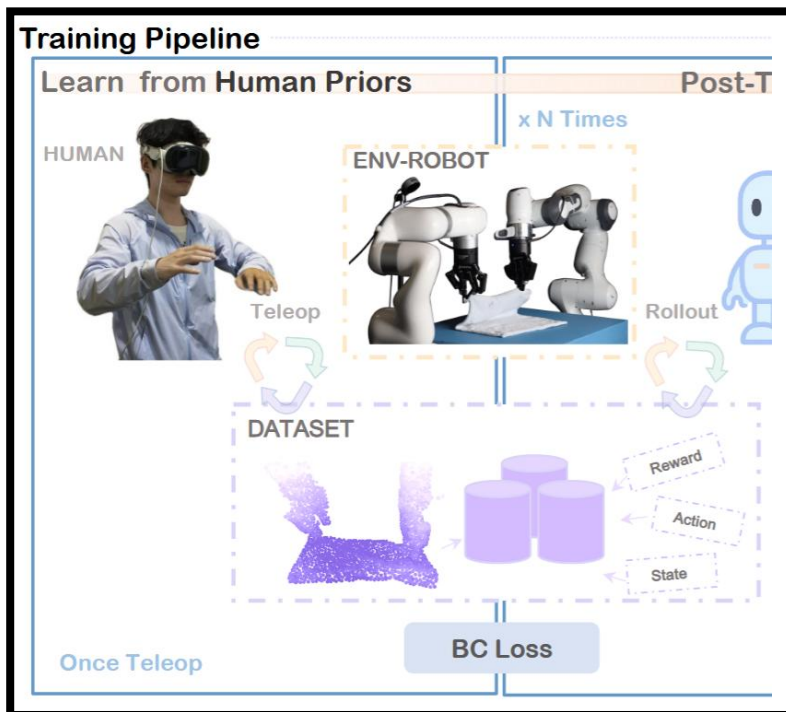 Training Pipeline
Learn from Human Priors
Post-T
x N Times
HUMAN
ENV-ROBOT
Teleop
Rollout
DATASET
Reward
Action
State
Once Teleop
BC Loss